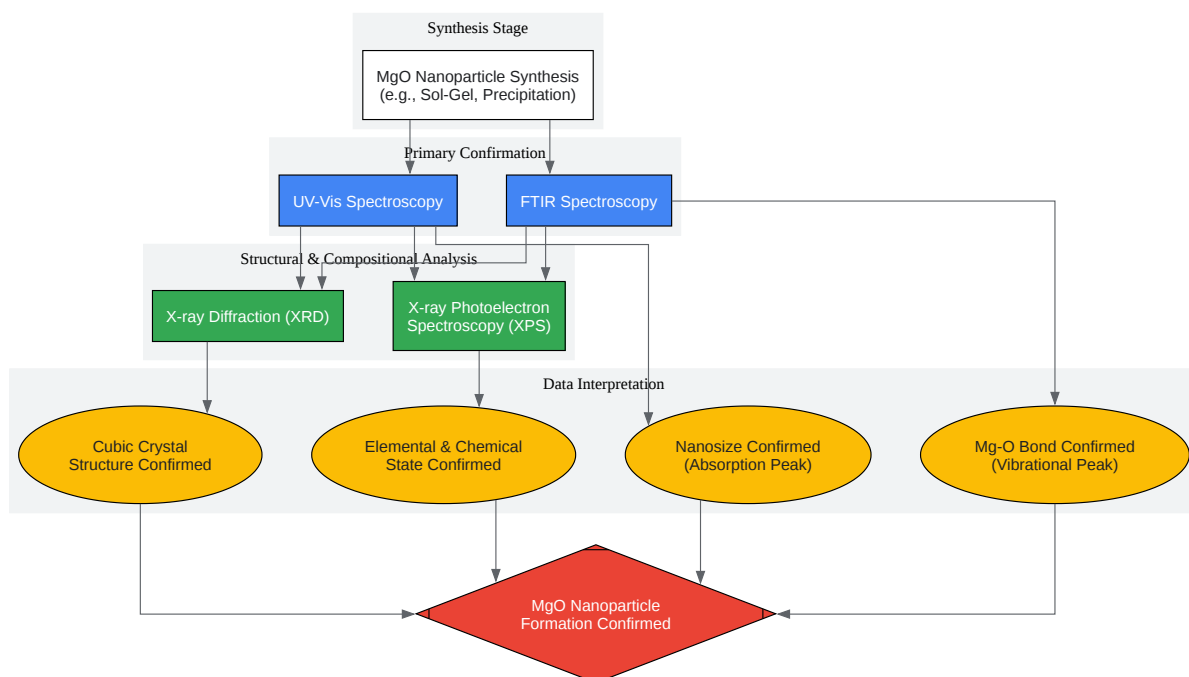 Synthesis Stage
MgO Nanoparticle Synthesis
(e.g., Sol-Gel, Precipitation)
Primary Confirmation
UV-Vis Spectroscopy
FTIR Spectroscopy
Structural & Compositional Analysis
X-ray Diffraction (XRD)
X-ray Photoelectron
Spectroscopy (XPS)
Data Interpretation
Cubic Crystal
Structure Confirmed
Elemental & Chemical
State Confirmed
Nanosize Confirmed
(Absorption Peak)
Mg-O Bond Confirmed
(Vibrational Peak)
MgO Nanoparticle
Formation Confirmed